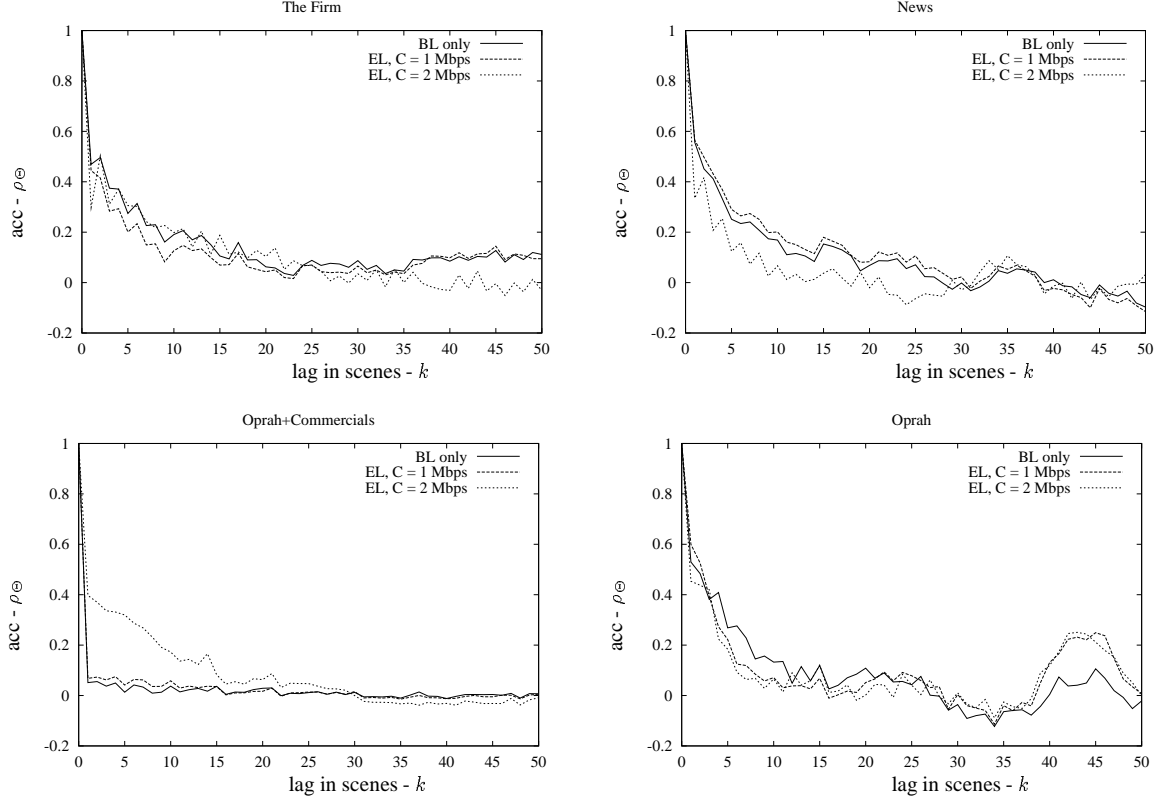 The Firm
1
0.8
0.6
0.4
0.2
0
-0.2
0 5 10 15 20 25 30 35 40 45 50
acc - ρΘ
lag in scenes - k
BL only
EL, C = 1 Mbps
EL, C = 2 Mbps
News
1
0.8
0.6
0.4
0.2
0
-0.2
0 5 10 15 20 25 30 35 40 45 50
acc - ρΘ
lag in scenes - k
BL only
EL, C = 1 Mbps
EL, C = 2 Mbps
Oprah+Commercials
1
0.8
0.6
0.4
0.2
0
-0.2
0 5 10 15 20 25 30 35 40 45 50
acc - ρΘ
lag in scenes - k
BL only
EL, C = 1 Mbps
EL, C = 2 Mbps
Oprah
1
0.8
0.6
0.4
0.2
0
-0.2
0 5 10 15 20 25 30 35 40 45 50
acc - ρΘ
lag in scenes - k
BL only
EL, C = 1 Mbps
EL, C = 2 Mbps